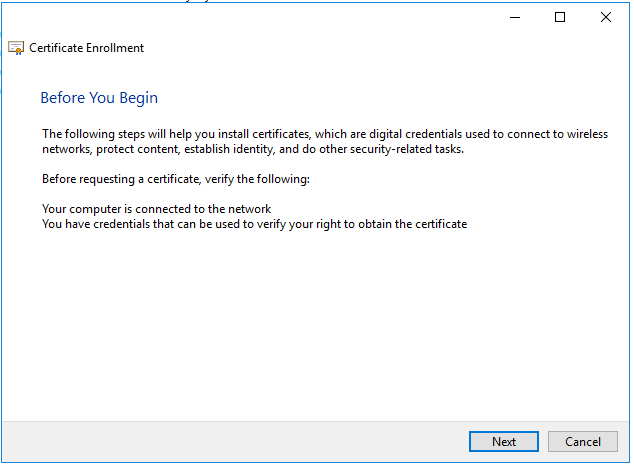 Certificate Enrollment
Before You Begin
The following steps will help you install certificates, which are digital credentials used to connect to wireless
networks, protect content, establish identity, and do other security-related tasks.
Before requesting a certificate, verify the following:
Your computer is connected to the network
You have credentials that can be used to verify your right to obtain the certificate
Next
Cancel